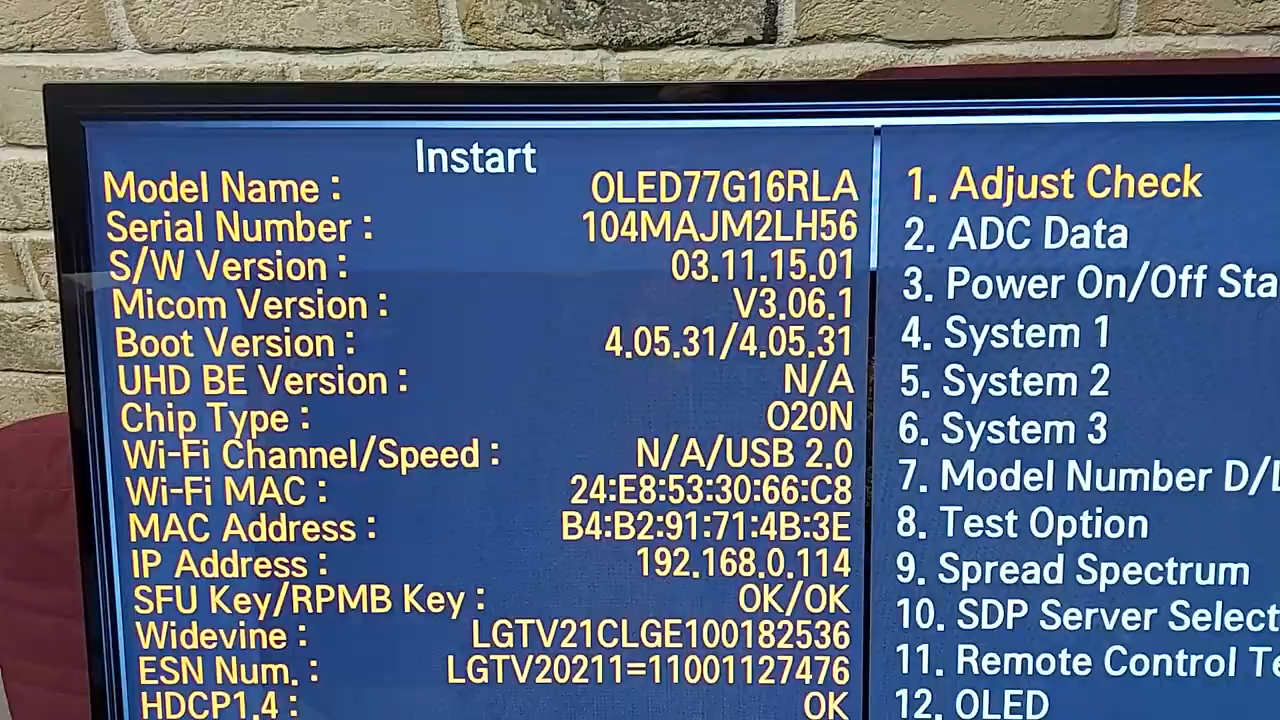 Instart
Model Name : OLED77G16RLA
Serial Number : 104MAJM2LH56
S/W Version : 03.11.15.01
Micom Version : V3.06.1
Boot Version : 4.05.31/4.05.31
UHD BE Version : N/A
Chip Type : O20N
Wi-Fi Channel/Speed : N/A/USB 2.0
Wi-Fi MAC : 24:E8:53:30:66:C8
MAC Address : B4:B2:91:71:4B:3E
IP Address : 192.168.0.114
SFU Key/RPMB Key : OK/OK
Widevine : LGTV21CLGE100182536
ESN Num. : LGTV20211=11001127476
HDCP1.4 : OK
1. Adjust Check
2. ADC Data
3. Power On/Off Sta
4. System 1
5. System 2
6. System 3
7. Model Number D/
8. Test Option
9. Spread Spectrum
10. SDP Server Select
11. Remote Control Te
12. OLED